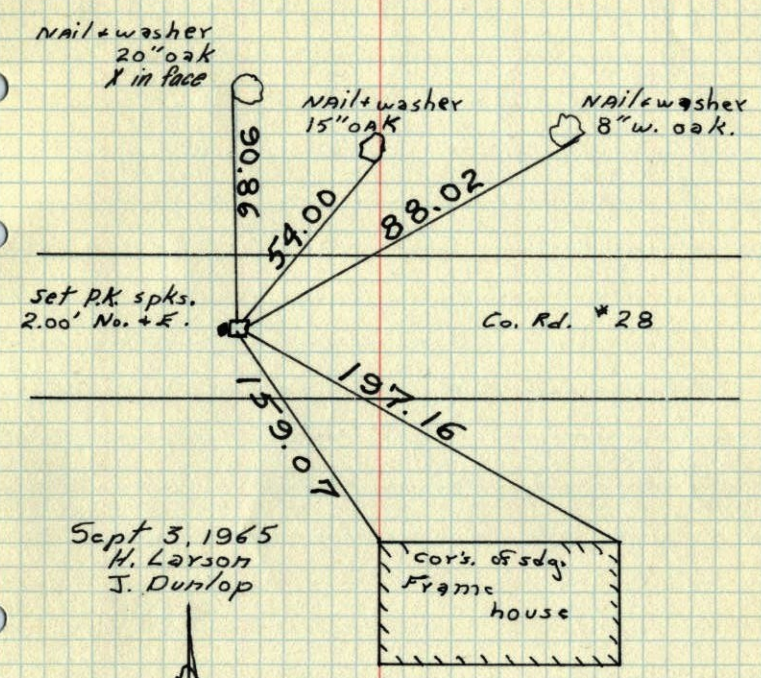 Nail + washer
20" oak
X in face
Nail + washer
15" oak
Nail + washer
8" w. oak.
90.86
54.00
88.02
Set P.K. spks.
2.00' No. + E.
Co. Rd. #28
197.16
159.07
Sept 3, 1965
H. Larson
J. Dunlop
Cor's. of sdg.
Frame
house